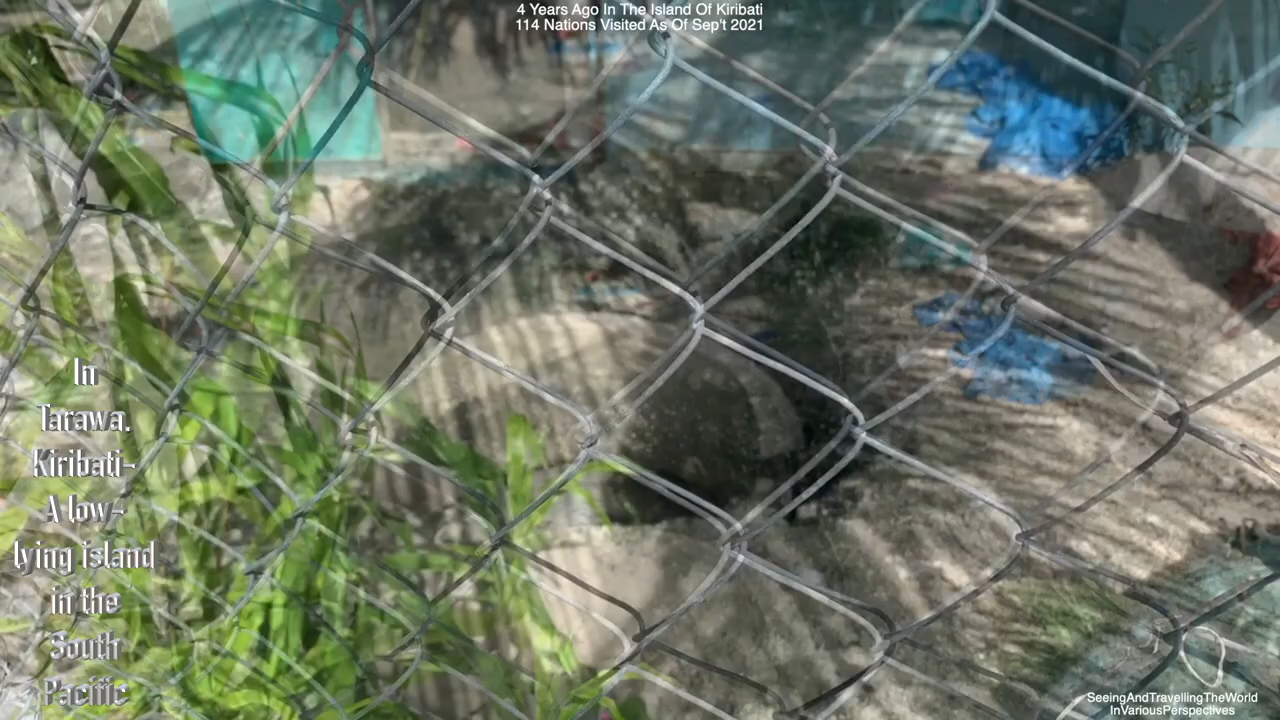 4 Years Ago In The Island Of Kiribati
114 Nations Visited As Of Sep't 2021
In
Tarawa.
Kiribati-
A low-
lying island
in the
South
Pacific
SeeingAndTravellingTheWorld
InVariousPerspectives